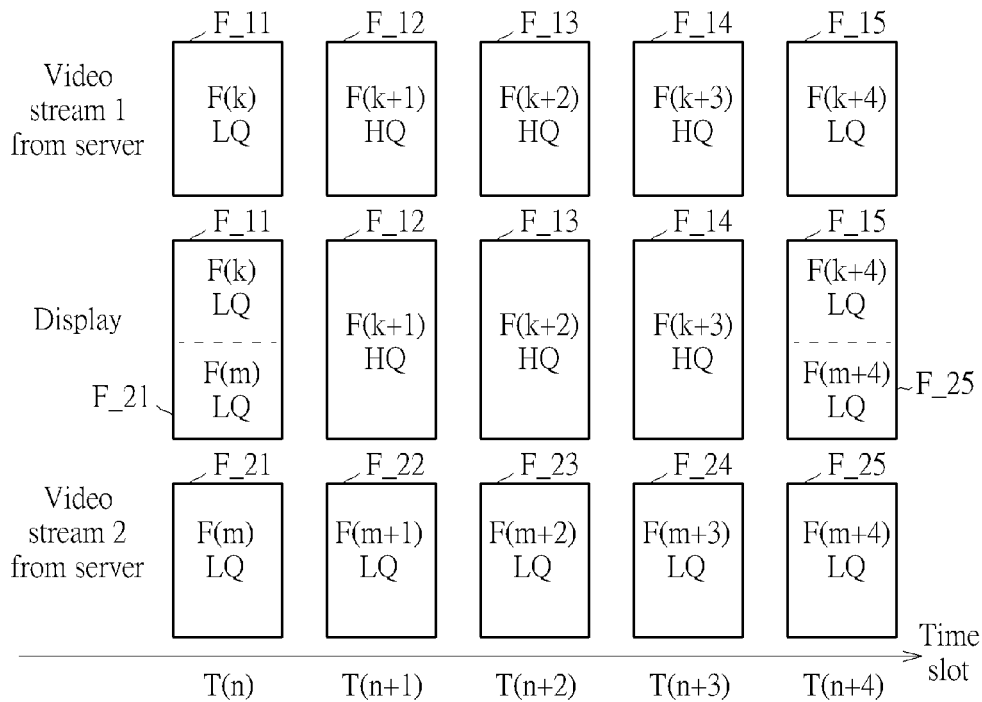 F_11 F_12 F_13 F_14 F_15
Video
stream 1
from server
F(k)
LQ
F(k+1)
HQ
F(k+2)
HQ
F(k+3)
HQ
F(k+4)
LQ
F_11 F_12 F_13 F_14 F_15
Display
F(k)
LQ
F(m)
LQ
F_21
F(k+1)
HQ
F(k+2)
HQ
F(k+3)
HQ
F(k+4)
LQ
F(m+4)
LQ
F_25
F_21 F_22 F_23 F_24 F_25
Video
stream 2
from server
F(m)
LQ
F(m+1)
LQ
F(m+2)
LQ
F(m+3)
LQ
F(m+4)
LQ
Time
slot
T(n) T(n+1) T(n+2) T(n+3) T(n+4)